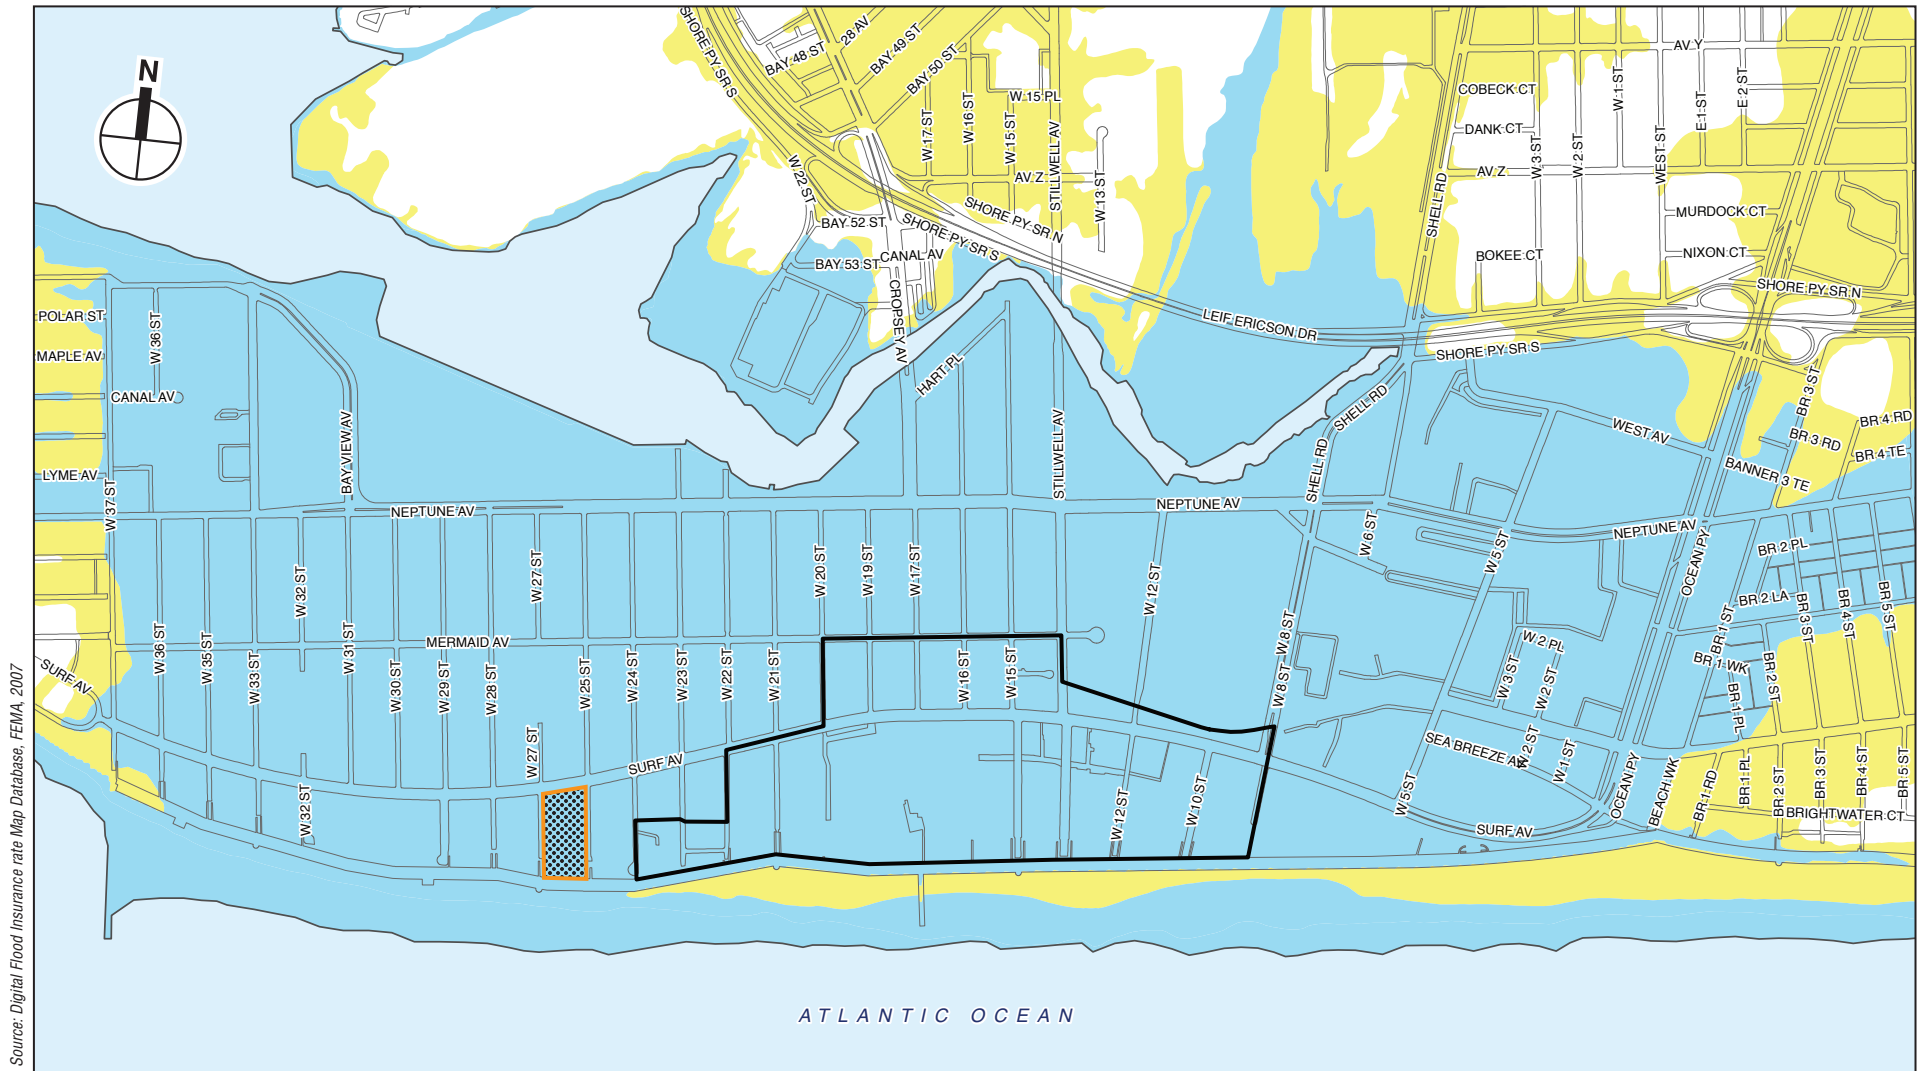 N
SHORE PY SR S
BAY 48 ST
28 AV
BAY 49 ST
BAY 50 ST
W 15 PL
W 17 ST
W 16 ST
W 15 ST
STILLWELL AV
W 13 ST
AV Z
W 22 ST
BAY 52 ST
BAY 53 ST
CANAL AV
CROPSEY AV
SHORE PY SR S
SHORE PY SR N
HART PL
LEIF ERICSON DR
SHORE PY SR S
SHELL RD
AV Y
COBECK CT
DANK CT
AV Z
W 3 ST
W 2 ST
W 1 ST
WEST ST
E 1 ST
E 2 ST
MURDOCK CT
NIXON CT
BOKEE CT
SHORE PY SR N
POLAR ST
MAPLE AV
W 36 ST
CANAL AV
LYME AV
W 37 ST
BAY VIEW AV
NEPTUNE AV
STILLWELL AV
NEPTUNE AV
SHELL RD
SHELL RD
WEST AV
BR 3 ST
BR 4 RD
BR 3 RD
BR 4 TE
BANNER 3 TE
NEPTUNE AV
W 6 ST
W 5 ST
OCEAN PY
BR 2 PL
BR 2 LA
BR 1 ST
BR 3 ST
BR 4 ST
BR 5 ST
W 32 ST
W 27 ST
W 20 ST
W 19 ST
W 17 ST
W 12 ST
W 8 ST
W 8 ST
MERMAID AV
W 36 ST
W 35 ST
W 33 ST
W 31 ST
W 30 ST
W 29 ST
W 28 ST
W 25 ST
W 24 ST
W 23 ST
W 22 ST
W 21 ST
W 16 ST
W 15 ST
W 2 PL
W 3 ST
W 2 ST
BR 1 WK
BR 1 PL
BR 2 ST
SURF AV
W 27 ST
SURF AV
W 32 ST
W 12 ST
W 10 ST
SEA BREEZE AV
W 2 ST
W 1 ST
W 5 ST
SURF AV
OCEAN PY
BEACH WK
BR 1 RD
BR 1 PL
BR 2 ST
BR 3 ST
BR 4 ST
BR 5 ST
BRIGHTWATER CT
ATLANTIC OCEAN
Source: Digital Flood Insurance rate Map Database, FEMA, 2007